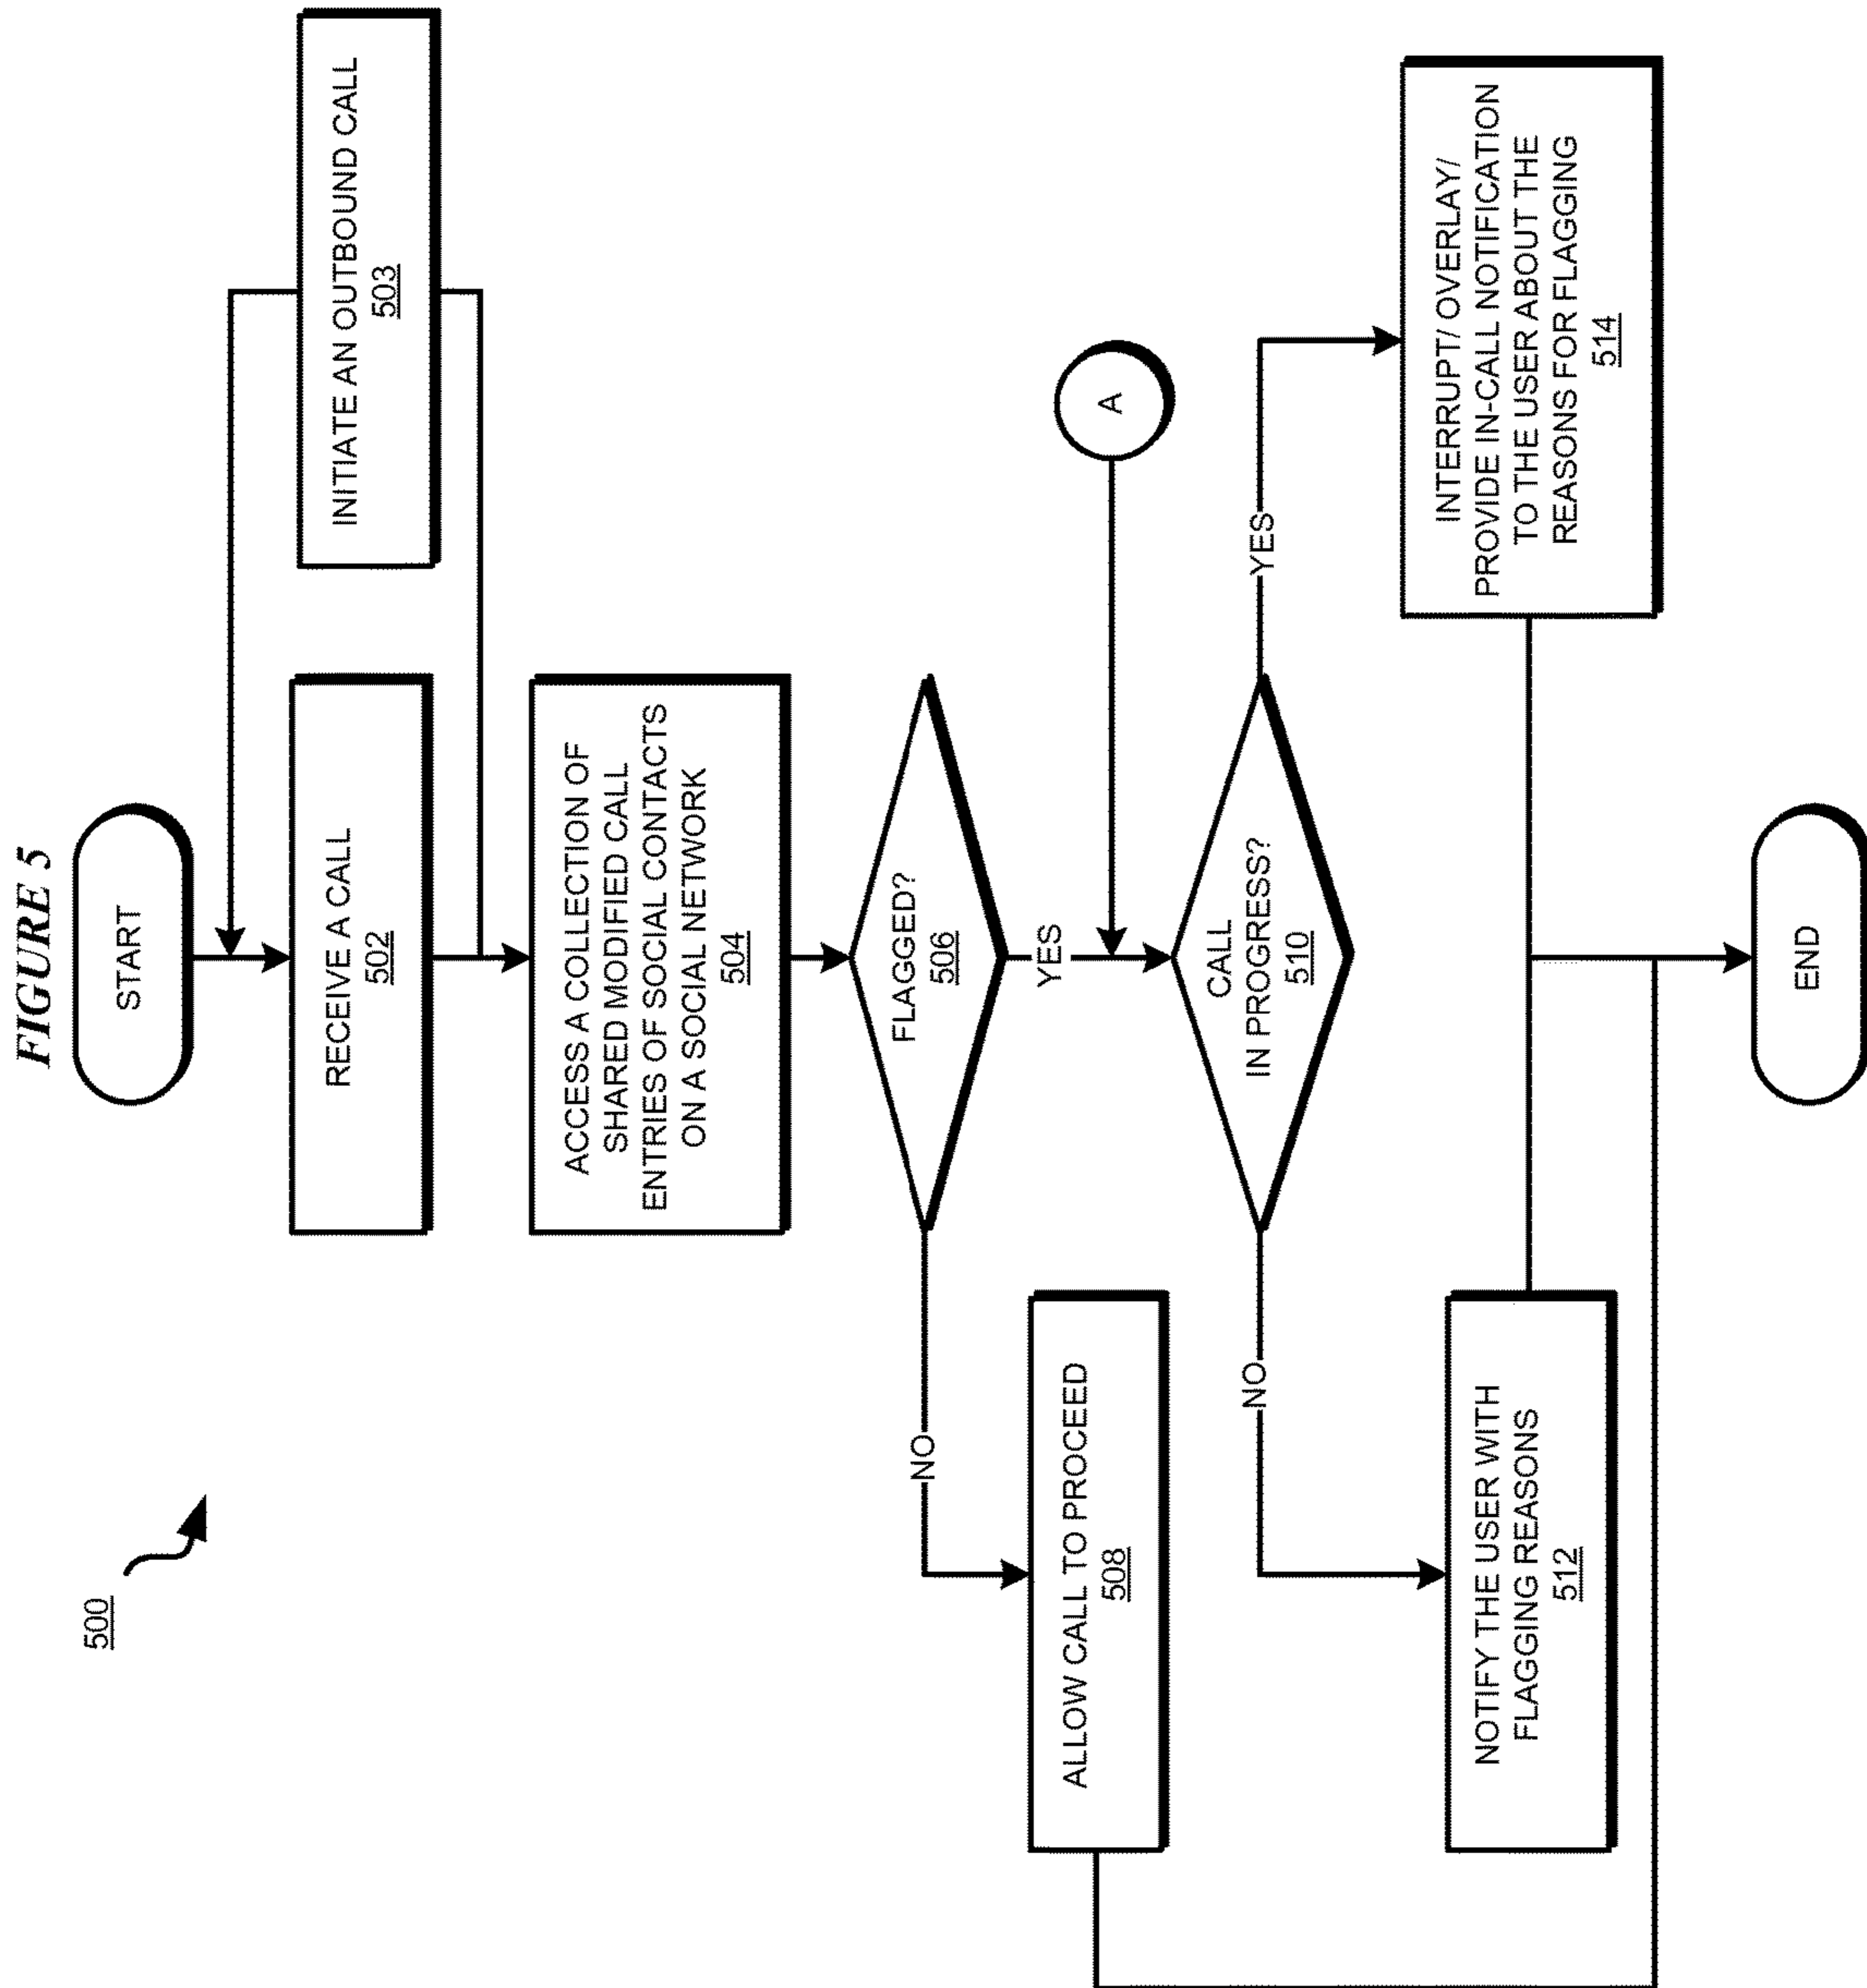 FIGURE 5
500
START
RECEIVE A CALL
502
INITIATE AN OUTBOUND CALL
503
ACCESS A COLLECTION OF
SHARED MODIFIED CALL
ENTRIES OF SOCIAL CONTACTS
ON A SOCIAL NETWORK
504
FLAGGED?
506
NO
YES
ALLOW CALL TO PROCEED
508
A
CALL
IN PROGRESS?
510
NO
YES
NOTIFY THE USER WITH
FLAGGING REASONS
512
INTERRUPT/ OVERLAY/
PROVIDE IN-CALL NOTIFICATION
TO THE USER ABOUT THE
REASONS FOR FLAGGING
514
END